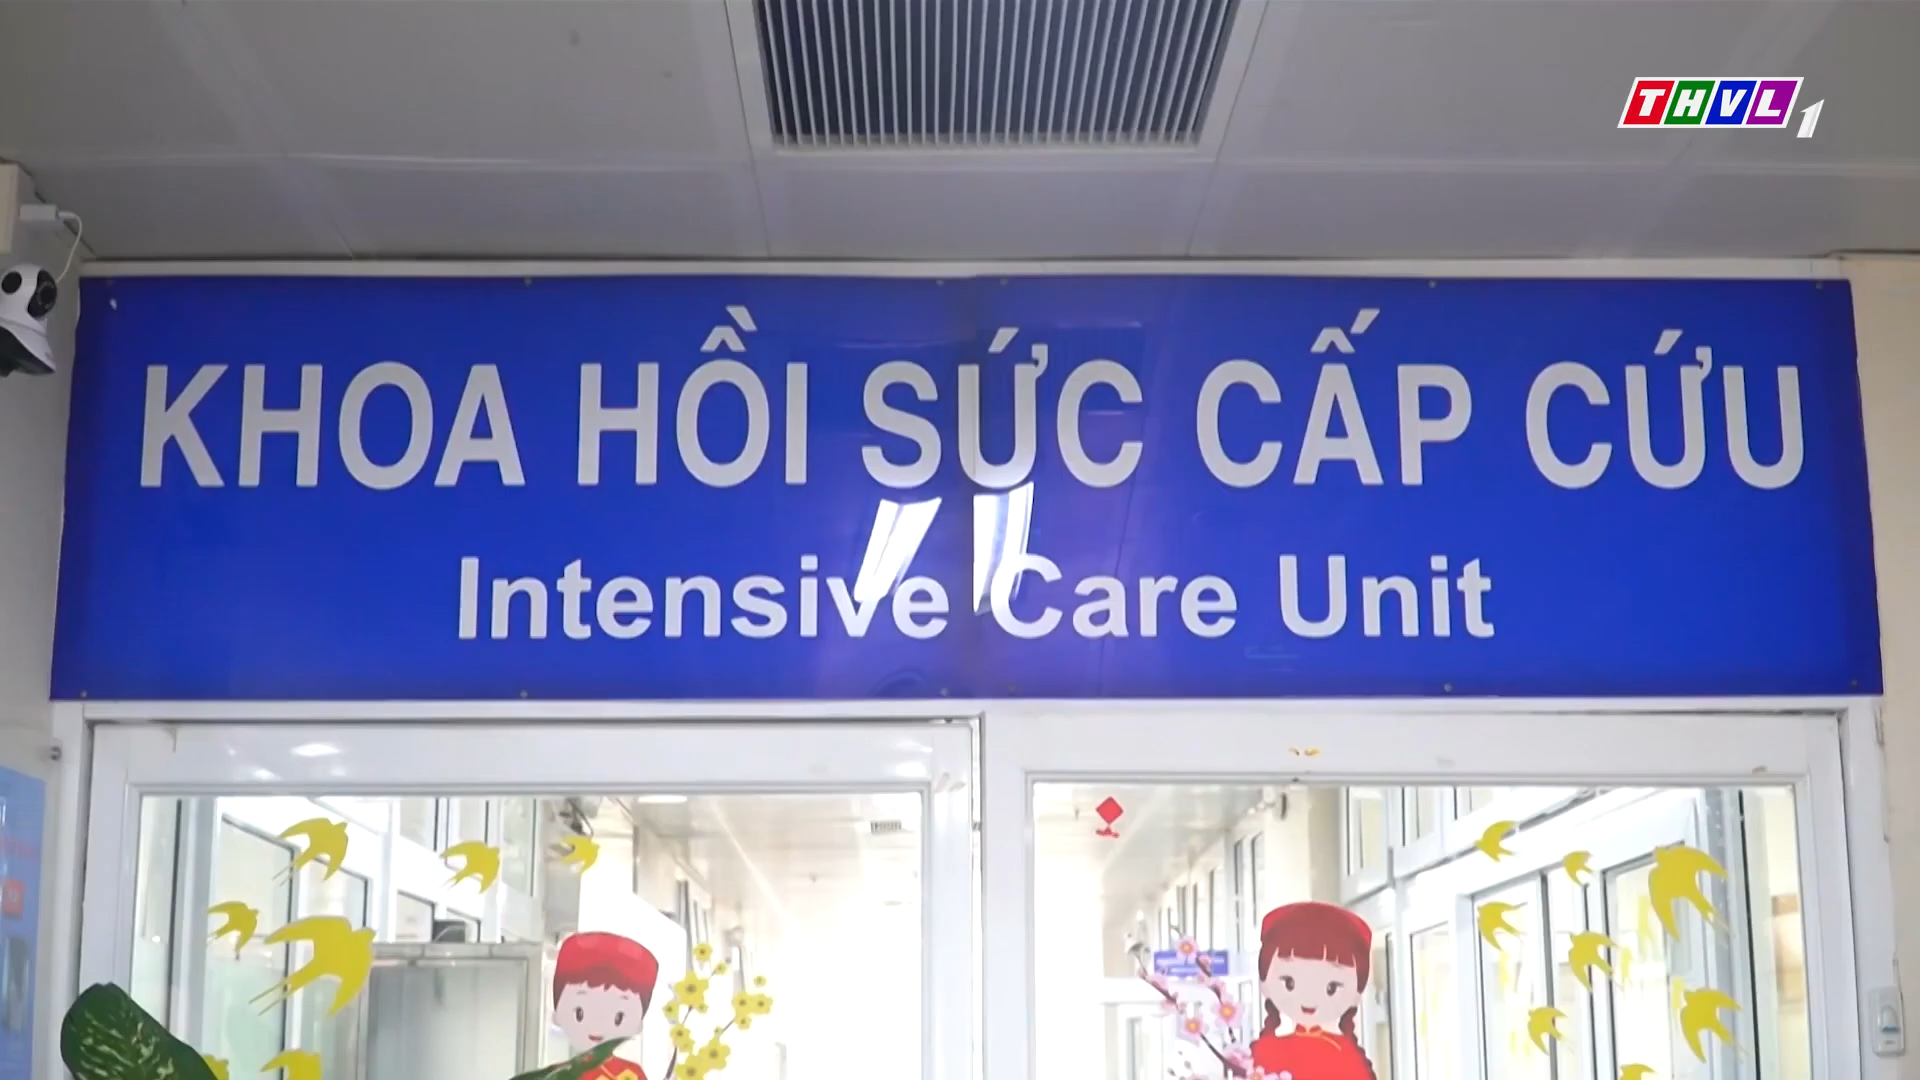 THVL1
KHOA HỒI SỨC CẤP CỨU
Intensive Care Unit